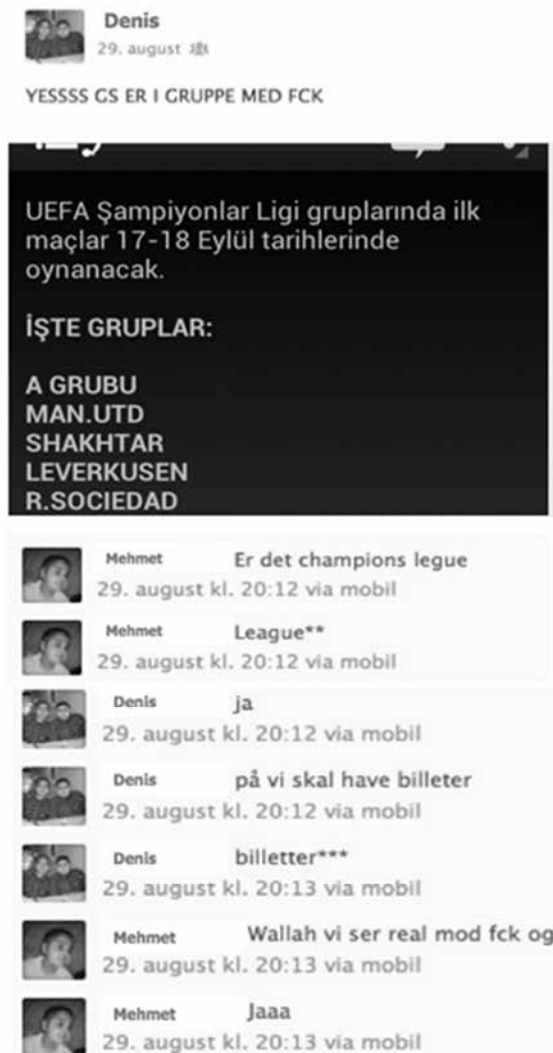 Denis
29. august
YESSSS GS ER I GRUPPE MED FCK
UEFA Şampiyonlar Ligi gruplarında ilk
maçlar 17-18 Eylül tarihlerinde
oynanacak.
İŞTE GRUPLAR:
A GRUBU
MAN.UTD
SHAKHTAR
LEVERKUSEN
R.SOCIEDAD
Mehmet Er det champions legue
29. august kl. 20:12 via mobil
Mehmet League**
29. august kl. 20:12 via mobil
Denis ja
29. august kl. 20:12 via mobil
Denis på vi skal have billeter
29. august kl. 20:12 via mobil
Denis billetter***
29. august kl. 20:13 via mobil
Mehmet Wallah vi ser real mod fck og
29. august kl. 20:13 via mobil
Mehmet Jaaa
29. august kl. 20:13 via mobil